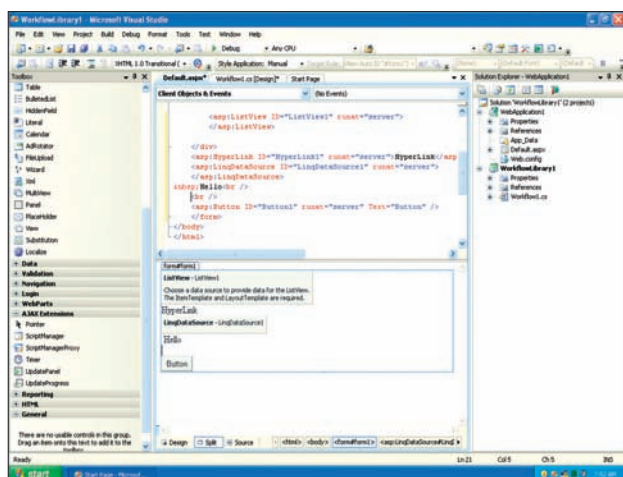 WorkflowLibrary1 - Microsoft Visual Studio
File Edit View Project Build Debug Format Tools Test Window Help
Debug Any CPU
XHTML 1.0 Transitional ( Style Application: Manual
Toolbox
Table
BulletedList
HiddenField
Literal
Calendar
AdRotator
FileUpload
Wizard
Xml
MultiView
Panel
PlaceHolder
View
Substitution
Localize
Data
Validation
Navigation
Login
WebParts
AJAX Extensions
Pointer
ScriptManager
ScriptManagerProxy
Timer
UpdatePanel
UpdateProgress
Reporting
HTML
General
There are no usable controls in this group.
Drag an item onto this text to add it to the
toolbox.
Default.aspx* Workflow1.cs [Design]* Start Page
Client Objects & Events (No Events)
<asp:ListView ID="ListView1" runat="server">
</asp:ListView>
</div>
<asp:HyperLink ID="HyperLink1" runat="server">HyperLink</asp
<asp:LinqDataSource ID="LinqDataSource1" runat="server">
</asp:LinqDataSource>
&nbsp;Hello<br />
<br />
<asp:Button ID="Button1" runat="server" Text="Button" />
</form>
</body>
</html>
form#form1
ListView - ListView1
Choose a data source to provide data for the ListView.
The ItemTemplate and LayoutTemplate are required.
HyperLink
LinqDataSource - LinqDataSource1
Hello
Button
Design Split Source <html> <body> <form#form1> <asp:LinqDataSource#Linq
Solution Explorer - WebApplication1
Solution 'WorkflowLibrary1' (2 projects)
WebApplication1
Properties
References
App_Data
Default.aspx
Web.config
WorkflowLibrary1
Properties
References
Workflow1.cs
Ready Ln 21 Col 5 Ch 5 INS
start Start Page - Microsof...